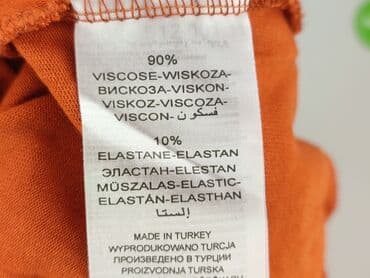 90%
VISCOSE-WISKOZA-
ВИСКОЗА-VISKON-
VISKOZ-VISCOZA-
VISCON- فسكون
10%
ELASTANE-ELASTAN
ЭЛАСТАН-ELESTAN
MÜSZALAS-ELASTIC-
ELASTÁN-ELASTHAN
إلستا
MADE IN TURKEY
WYPRODUKOWANO TURCJA
ПРОИЗВЕДЕНО В ТУРЦИИ
PROIZVODNJA TURSKA